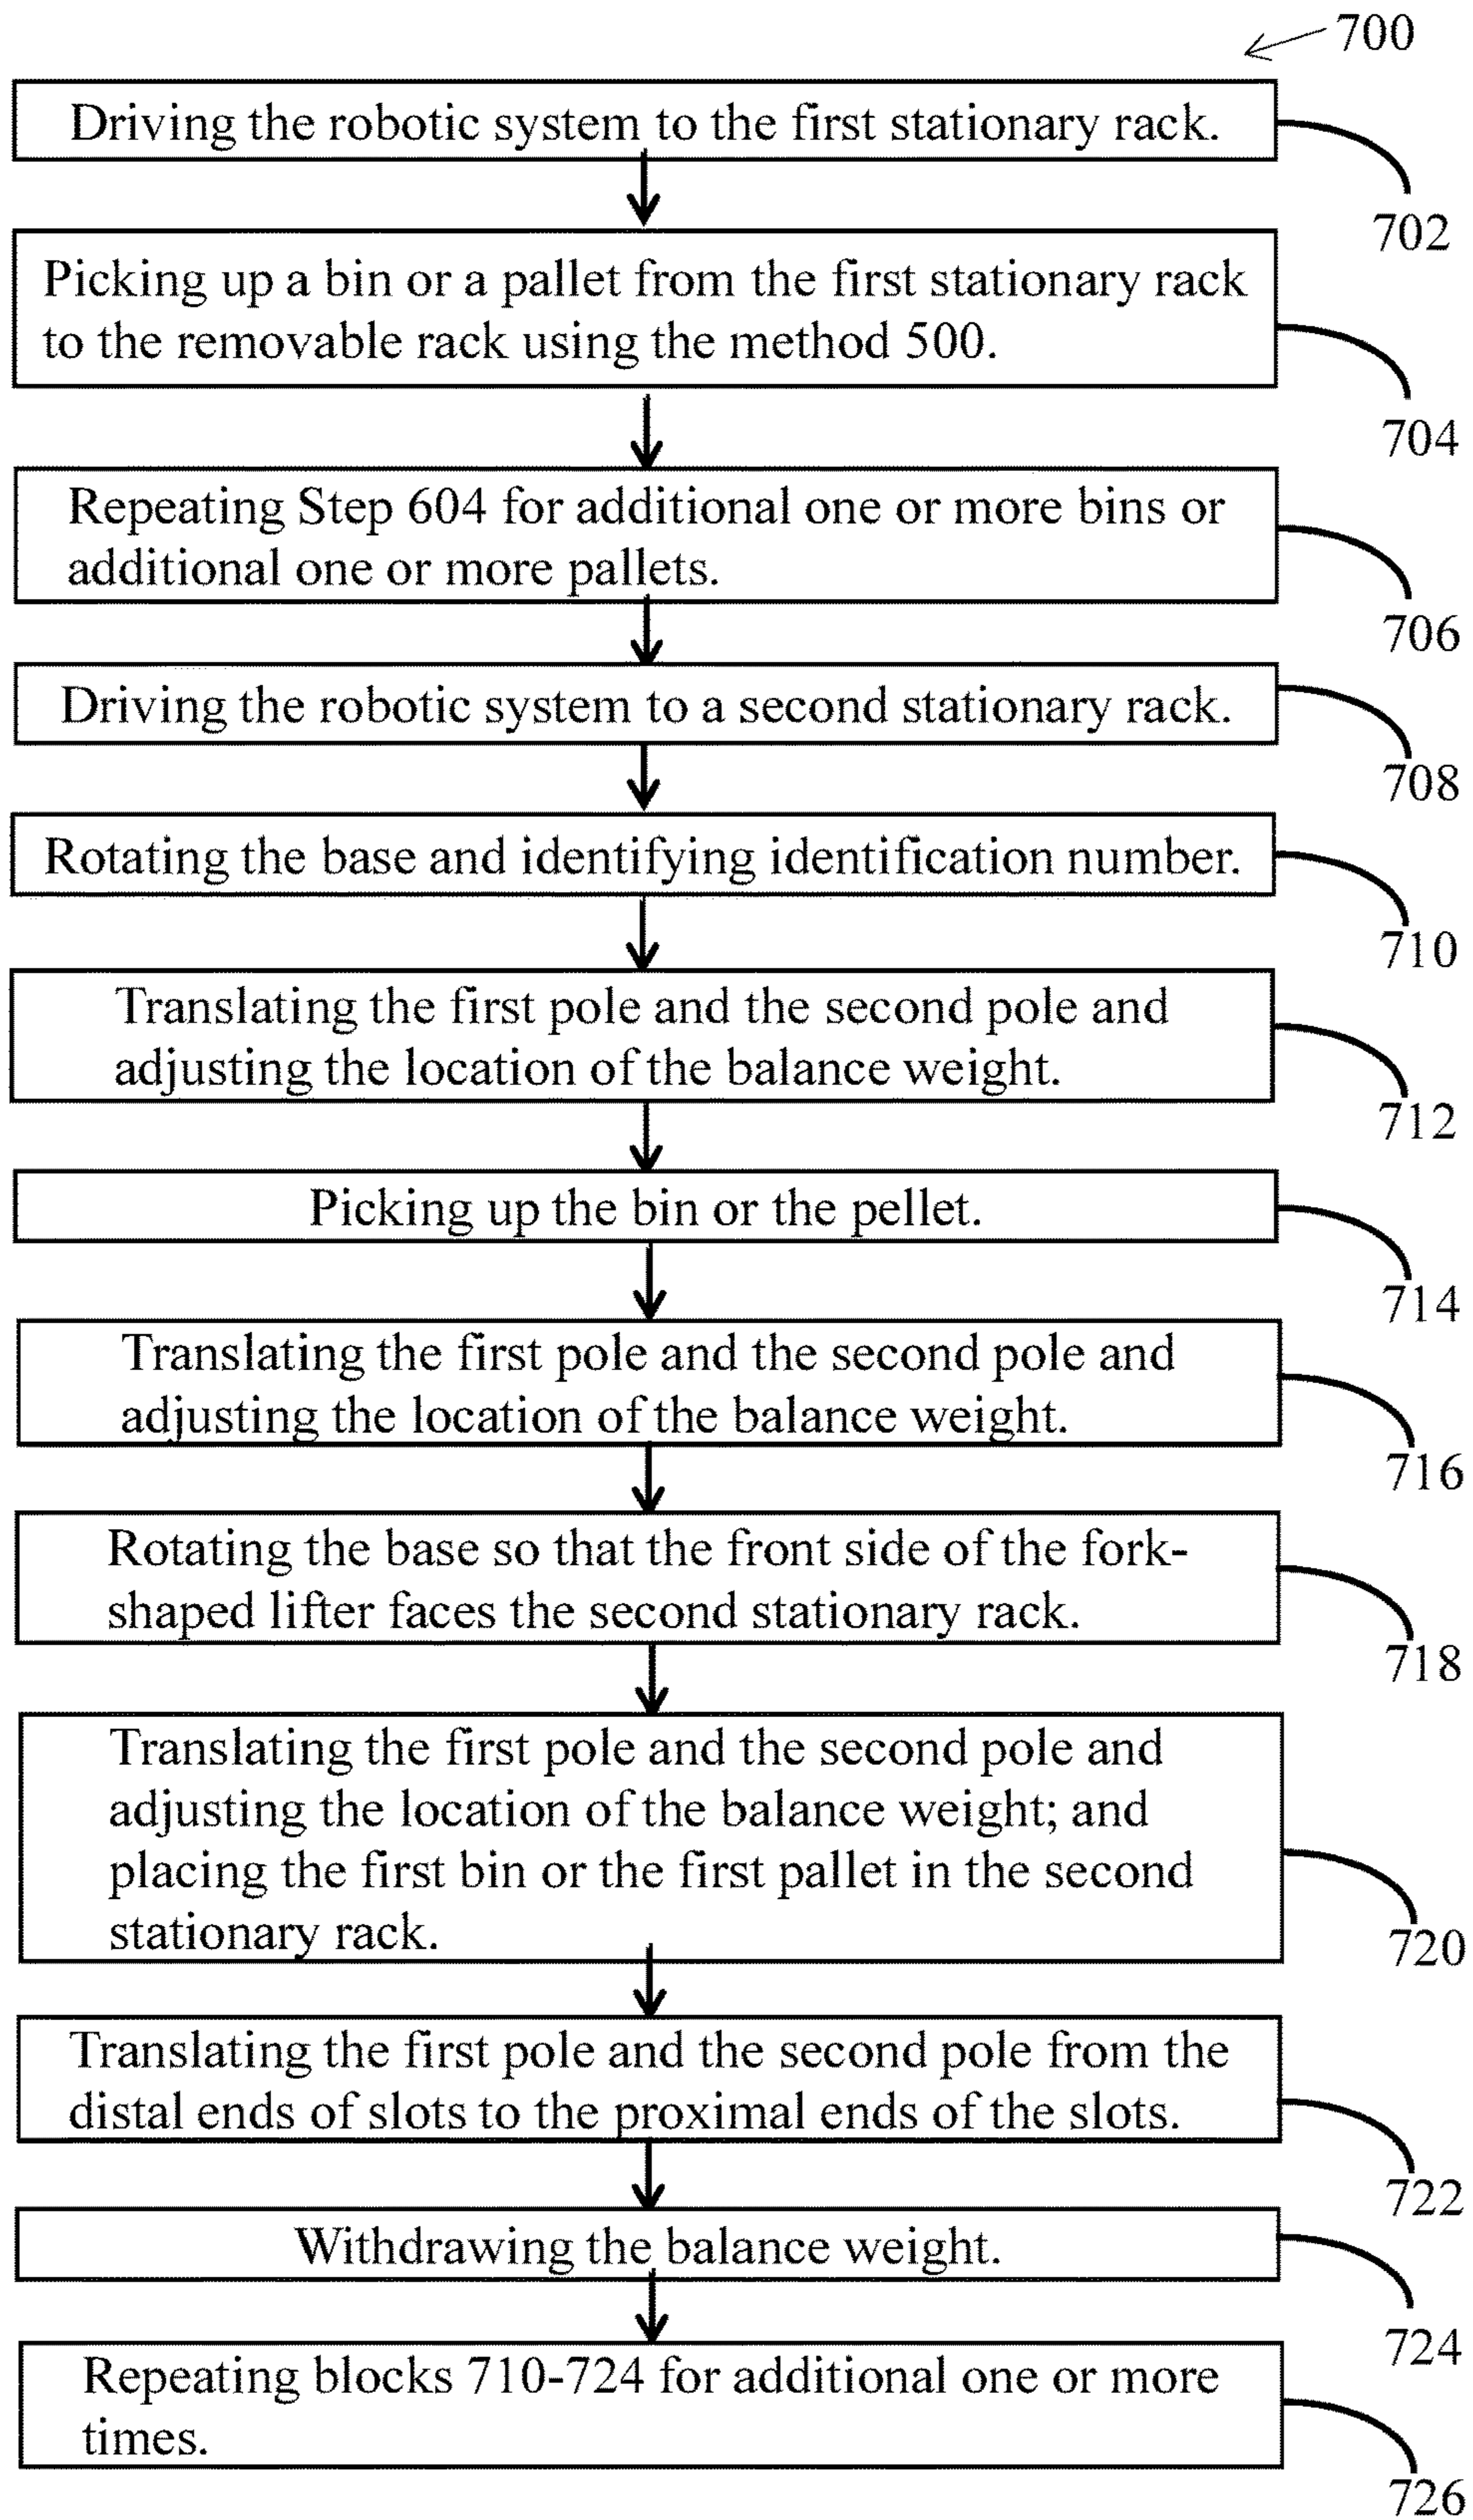 700
Driving the robotic system to the first stationary rack.
702
Picking up a bin or a pallet from the first stationary rack
to the removable rack using the method 500.
704
Repeating Step 604 for additional one or more bins or
additional one or more pallets.
706
Driving the robotic system to a second stationary rack.
708
Rotating the base and identifying identification number.
710
Translating the first pole and the second pole and
adjusting the location of the balance weight.
712
Picking up the bin or the pellet.
714
Translating the first pole and the second pole and
adjusting the location of the balance weight.
716
Rotating the base so that the front side of the fork-
shaped lifter faces the second stationary rack.
718
Translating the first pole and the second pole and
adjusting the location of the balance weight; and
placing the first bin or the first pallet in the second
stationary rack.
720
Translating the first pole and the second pole from the
distal ends of slots to the proximal ends of the slots.
722
Withdrawing the balance weight.
724
Repeating blocks 710-724 for additional one or more
times.
726